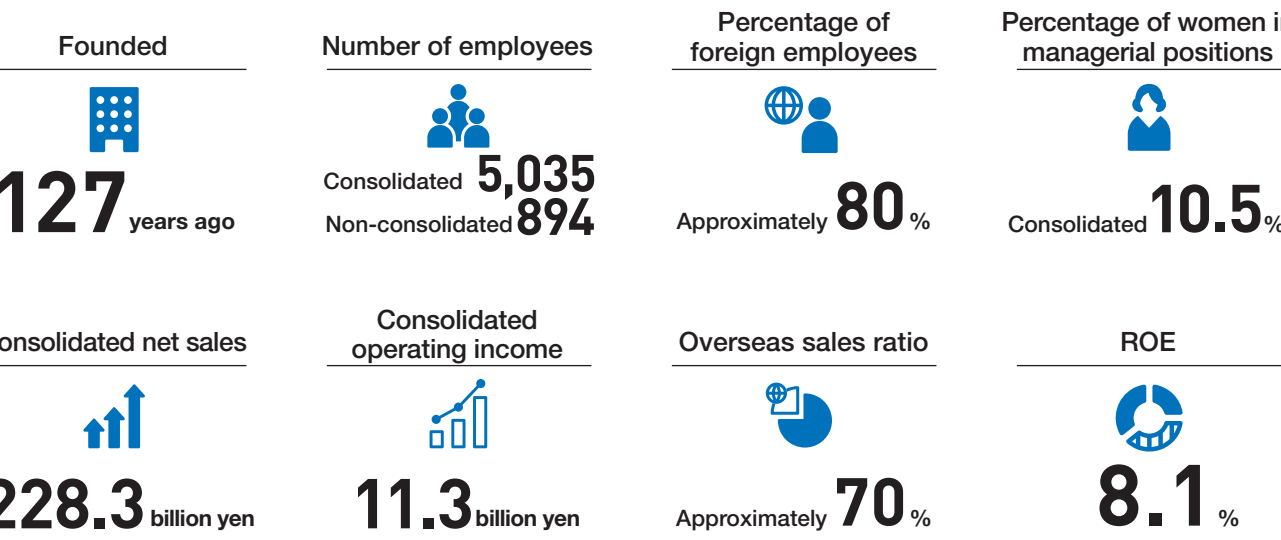 Founded
127 years ago
Number of employees
Consolidated 5,035
Non-consolidated 894
Percentage of
foreign employees
Approximately 80 %
Percentage of women i
managerial positions
Consolidated 10.5%
onsolidated net sales
228.3 billion yen
Consolidated
operating income
11.3 billion yen
Overseas sales ratio
Approximately 70 %
ROE
8.1 %